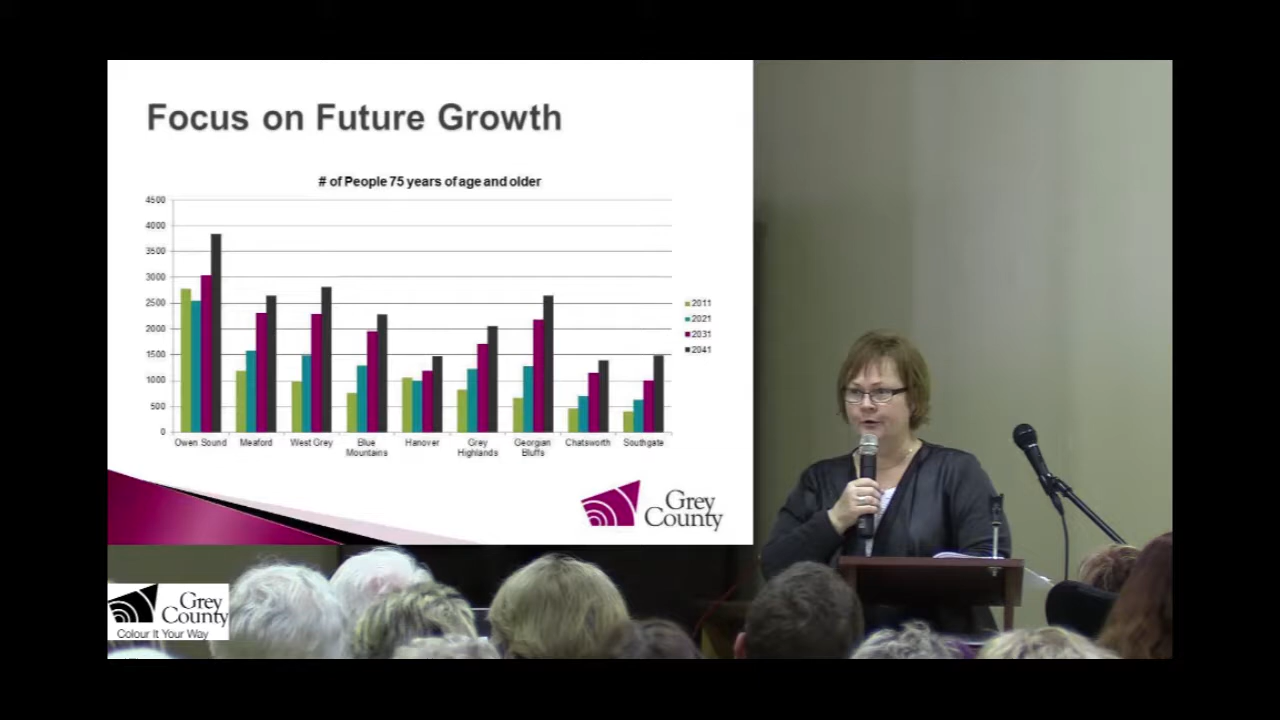 Focus on Future Growth
# of People 75 years of age and older
4500
4000
3500
3000
2500
2000
1500
1000
500
0
Owen Sound
Meaford
West Grey
Blue
Mountains
Hanover
Grey
Highlands
Georgian
Bluffs
Chatsworth
Southgate
2011
2021
2031
2041
Grey
County
Grey
County
Colour It Your Way